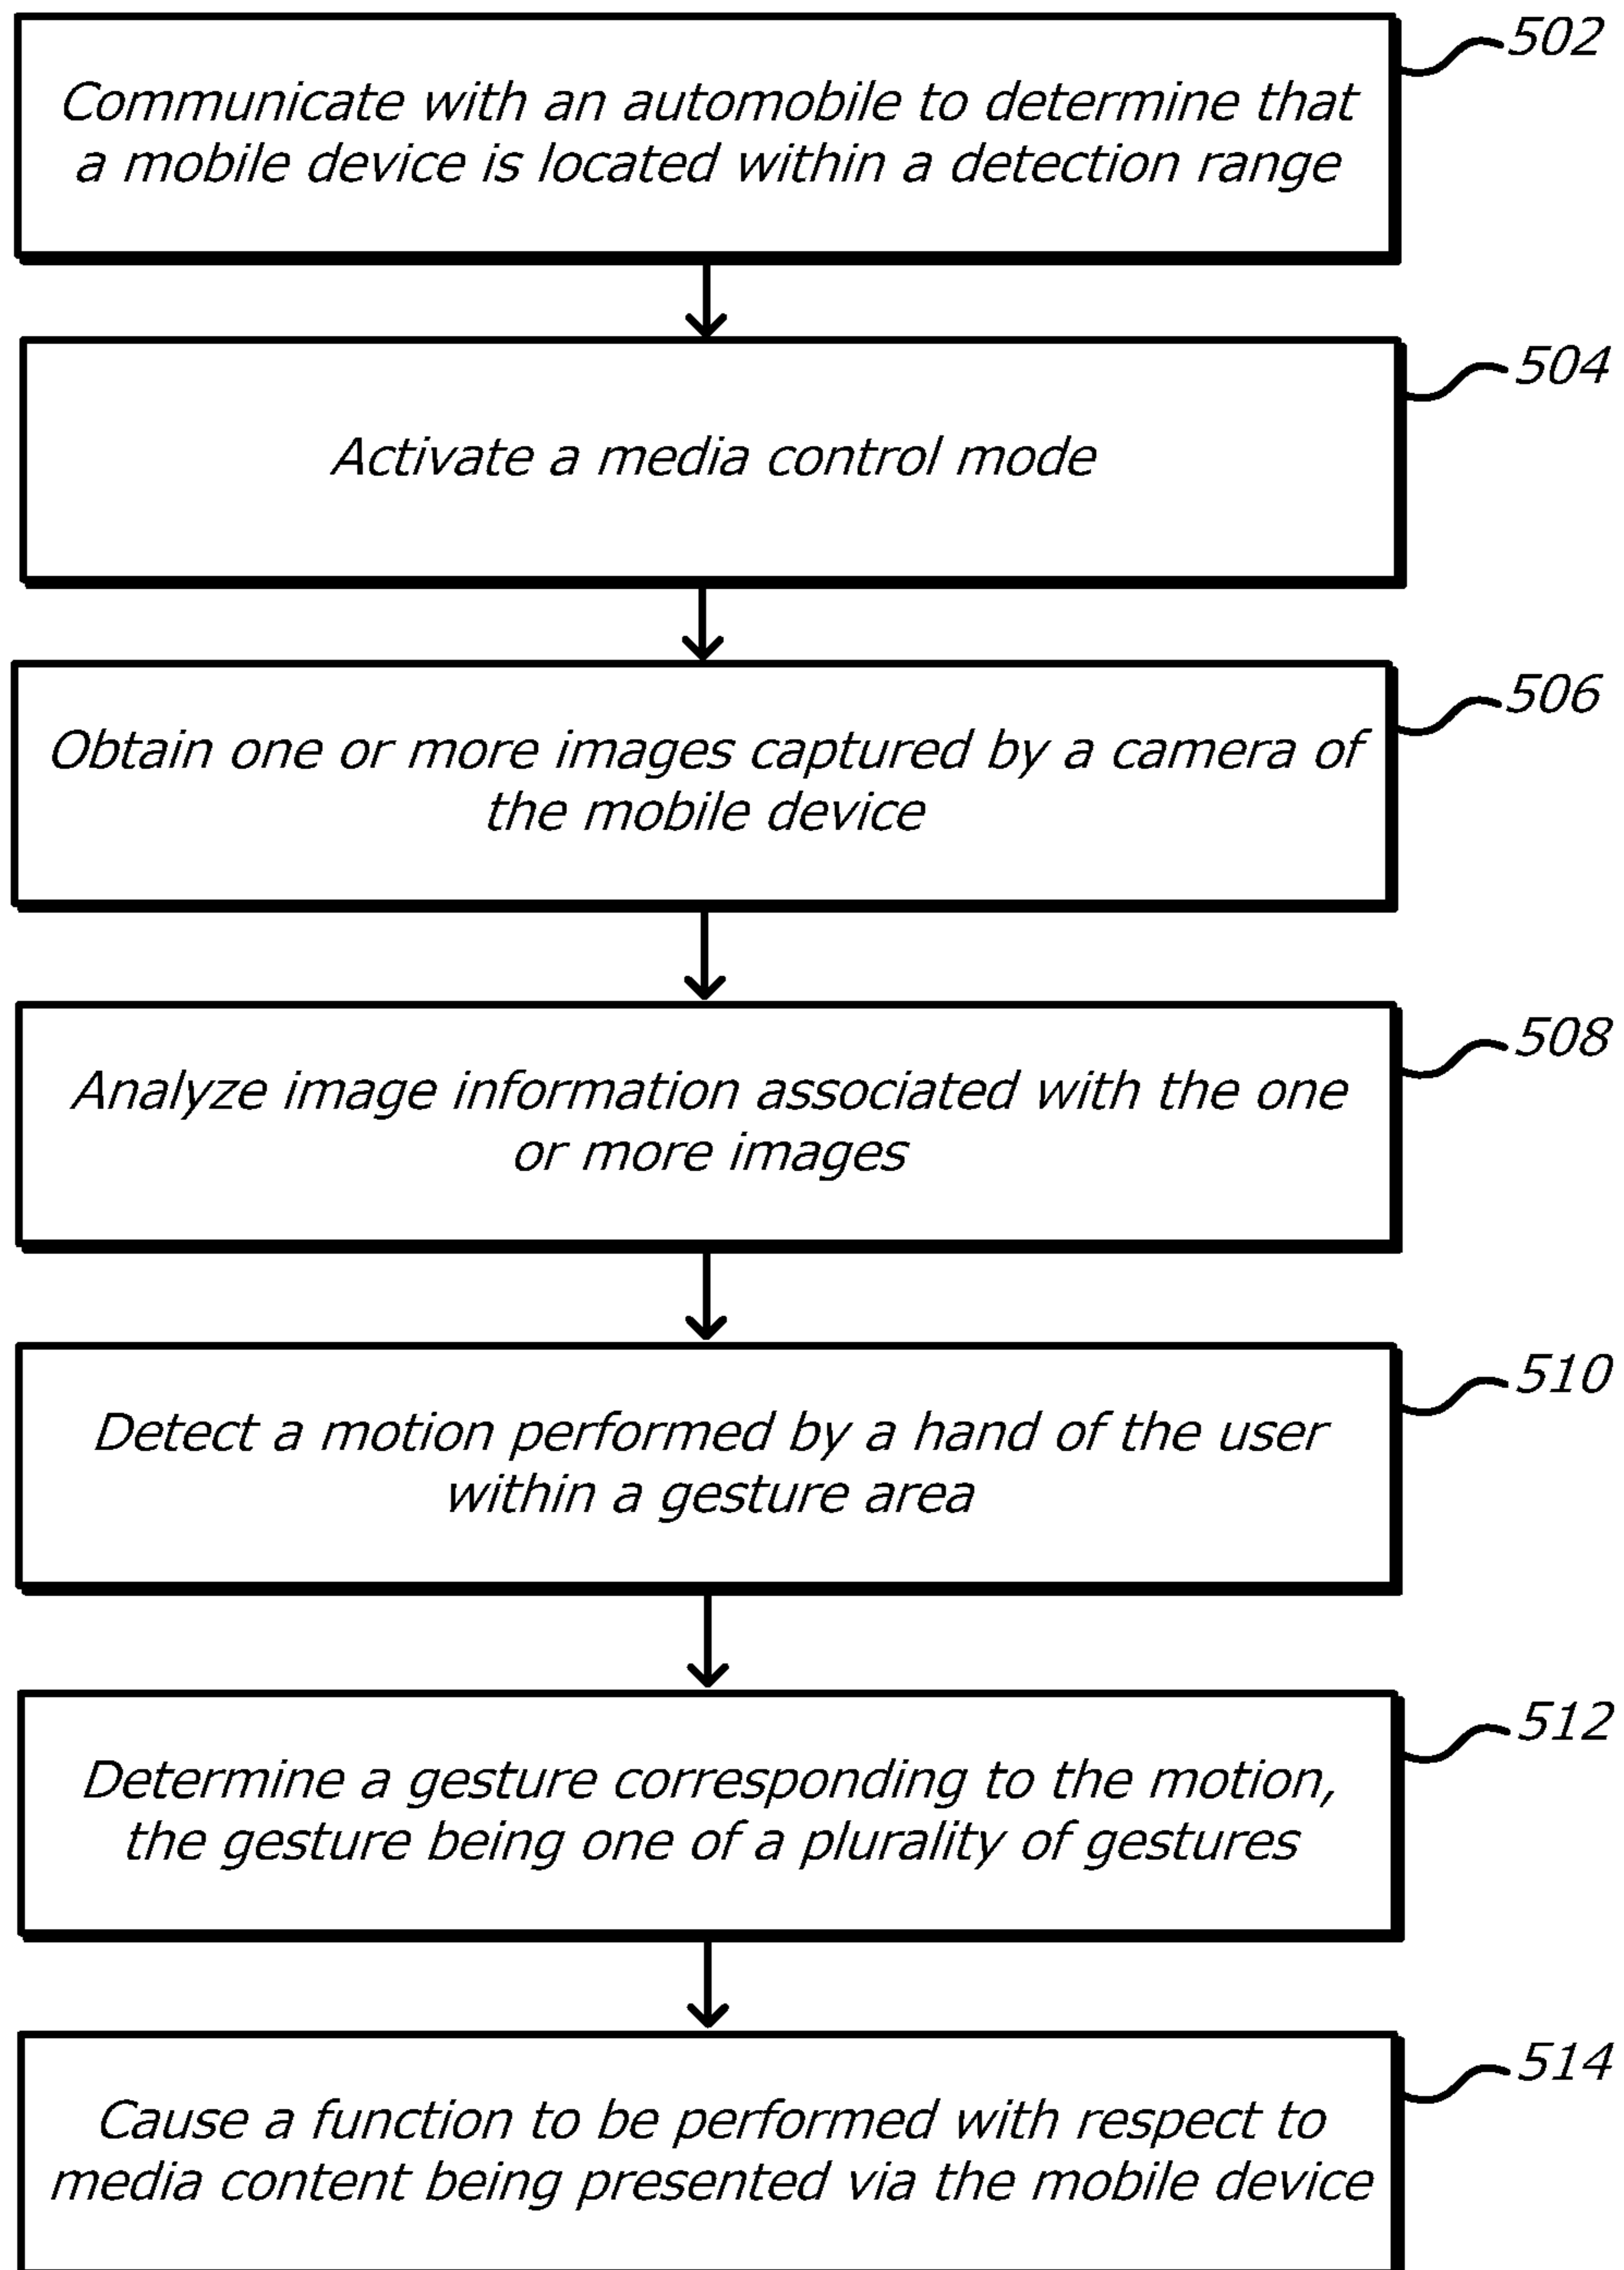 502
Communicate with an automobile to determine that
a mobile device is located within a detection range
504
Activate a media control mode
506
Obtain one or more images captured by a camera of
the mobile device
508
Analyze image information associated with the one
or more images
510
Detect a motion performed by a hand of the user
within a gesture area
512
Determine a gesture corresponding to the motion,
the gesture being one of a plurality of gestures
514
Cause a function to be performed with respect to
media content being presented via the mobile device